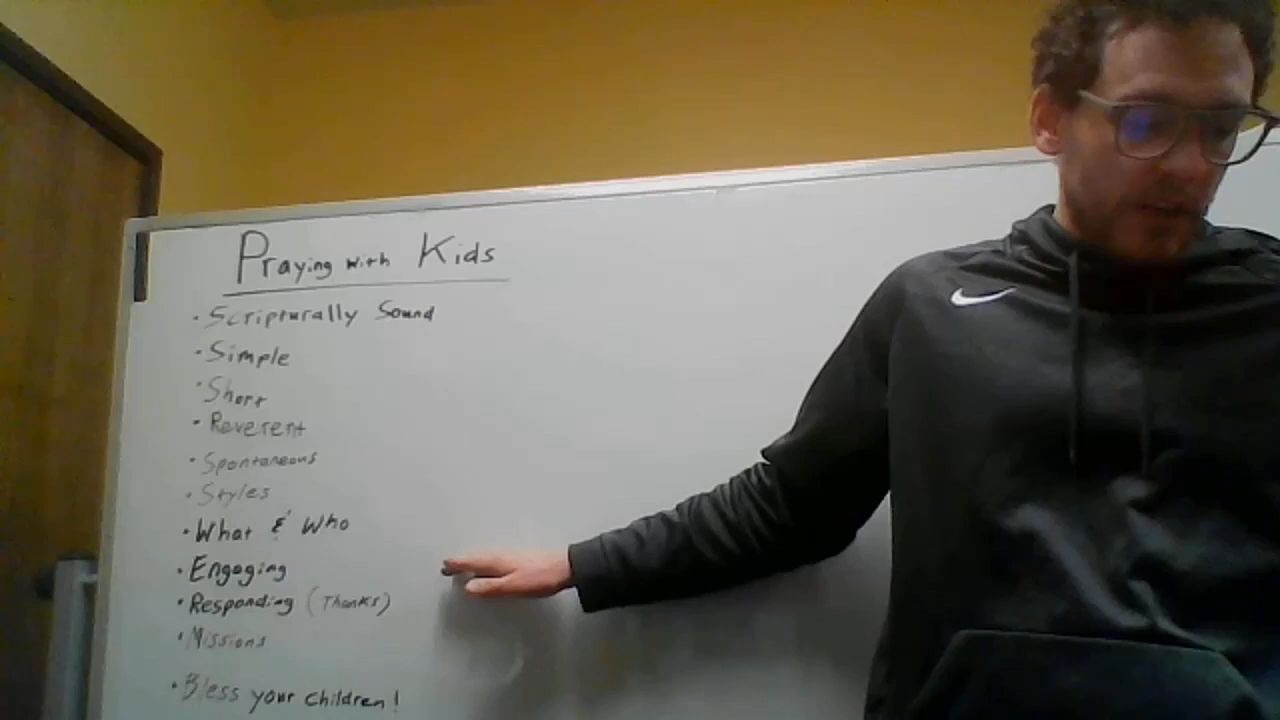 Praying with Kids
• Scripturally Sound
• Simple
• Short
• Reverent
• Spontaneous
• Styles
• What & Who
• Engaging
• Responding (Thanks)
• Missions
• Bless your children!